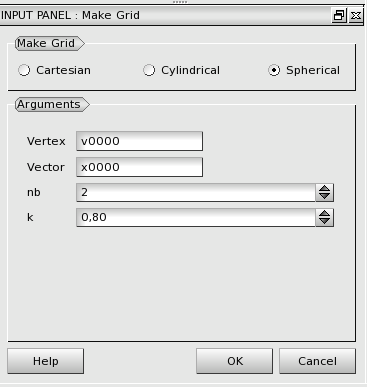 INPUT PANEL : Make Grid
Make Grid
Cartesian Cylindrical Spherical
Arguments
Vertex v0000
Vector x0000
nb 2
k 0,80
Help OK Cancel